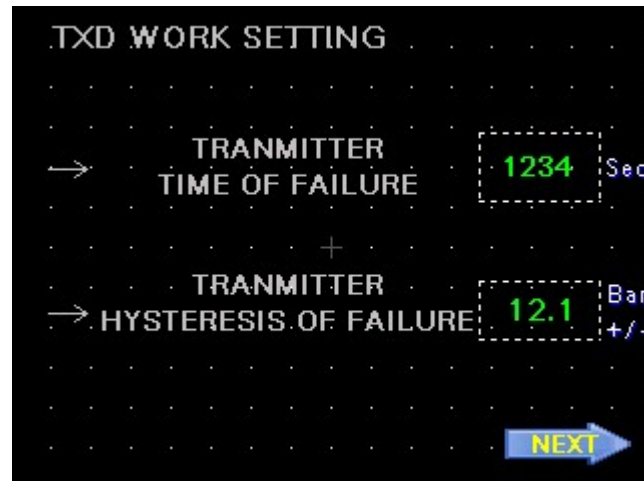 TXD WORK SETTING
TRANMITTER
TIME OF FAILURE
1234 Sec
TRANMITTER
HYSTERESIS OF FAILURE
12.1
Bar
+/-
NEXT